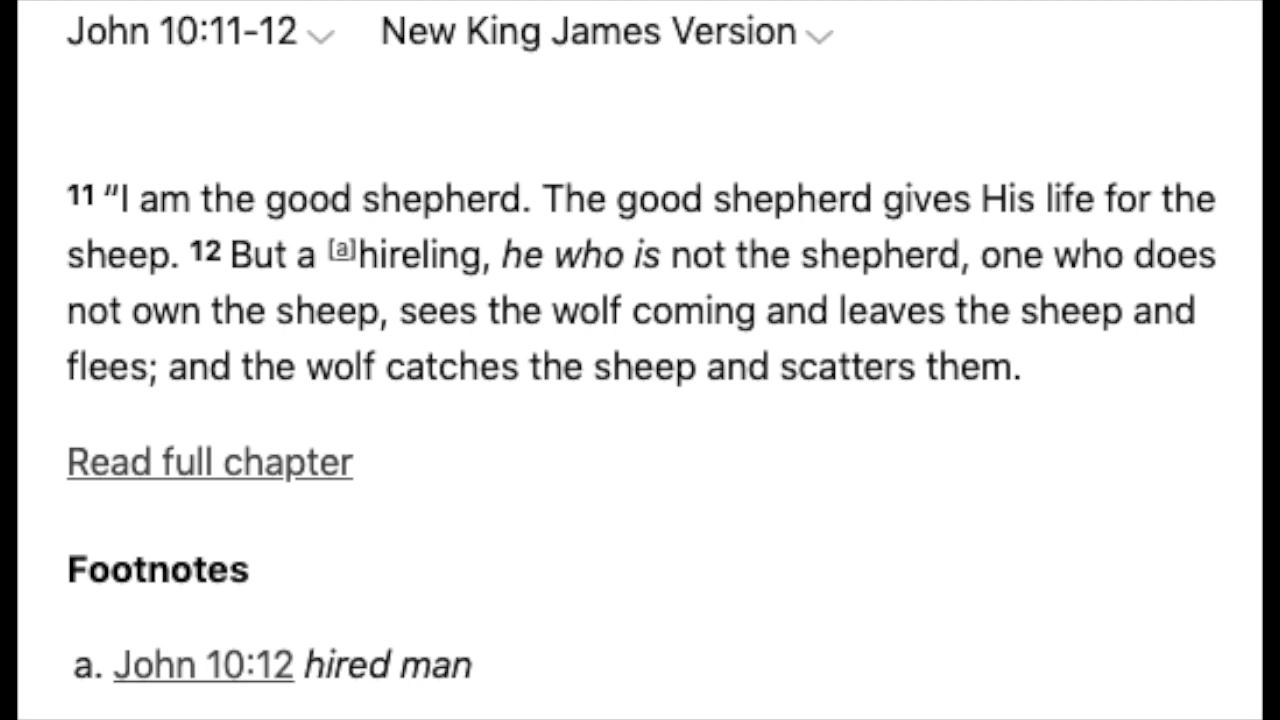 John 10:11-12 New King James Version
11 "I am the good shepherd. The good shepherd gives His life for the
sheep. 12 But a [a]hireling, he who is not the shepherd, one who does
not own the sheep, sees the wolf coming and leaves the sheep and
flees; and the wolf catches the sheep and scatters them.
Read full chapter
Footnotes
a. John 10:12 hired man